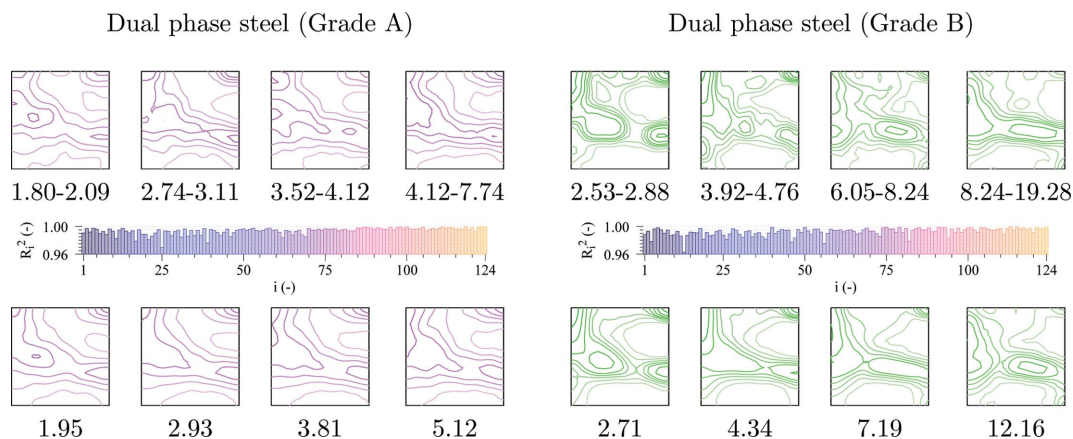 Dual phase steel (Grade A)
Dual phase steel (Grade B)
1.80-2.09 2.74-3.11 3.52-4.12 4.12-7.74
2.53-2.88 3.92-4.76 6.05-8.24 8.24-19.28
Rᵢ² (-)
1.00
0.96
1 25 50 75 100 124
i (-)
Rᵢ² (-)
1.00
0.96
1 25 50 75 100 124
i (-)
1.95 2.93 3.81 5.12
2.71 4.34 7.19 12.16